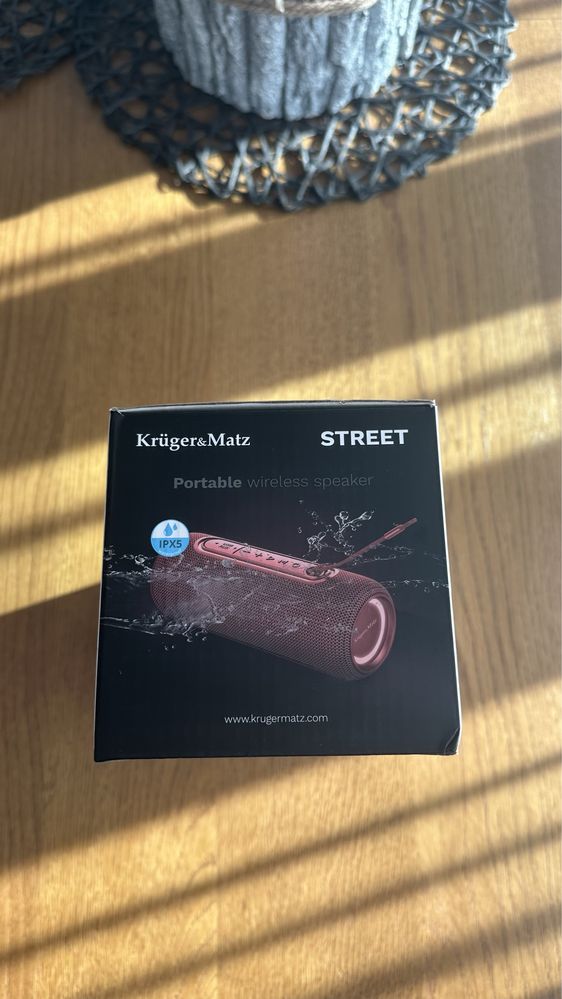 Krüger&Matz
STREET
Portable wireless speaker
IPX5
www.krugermatz.com